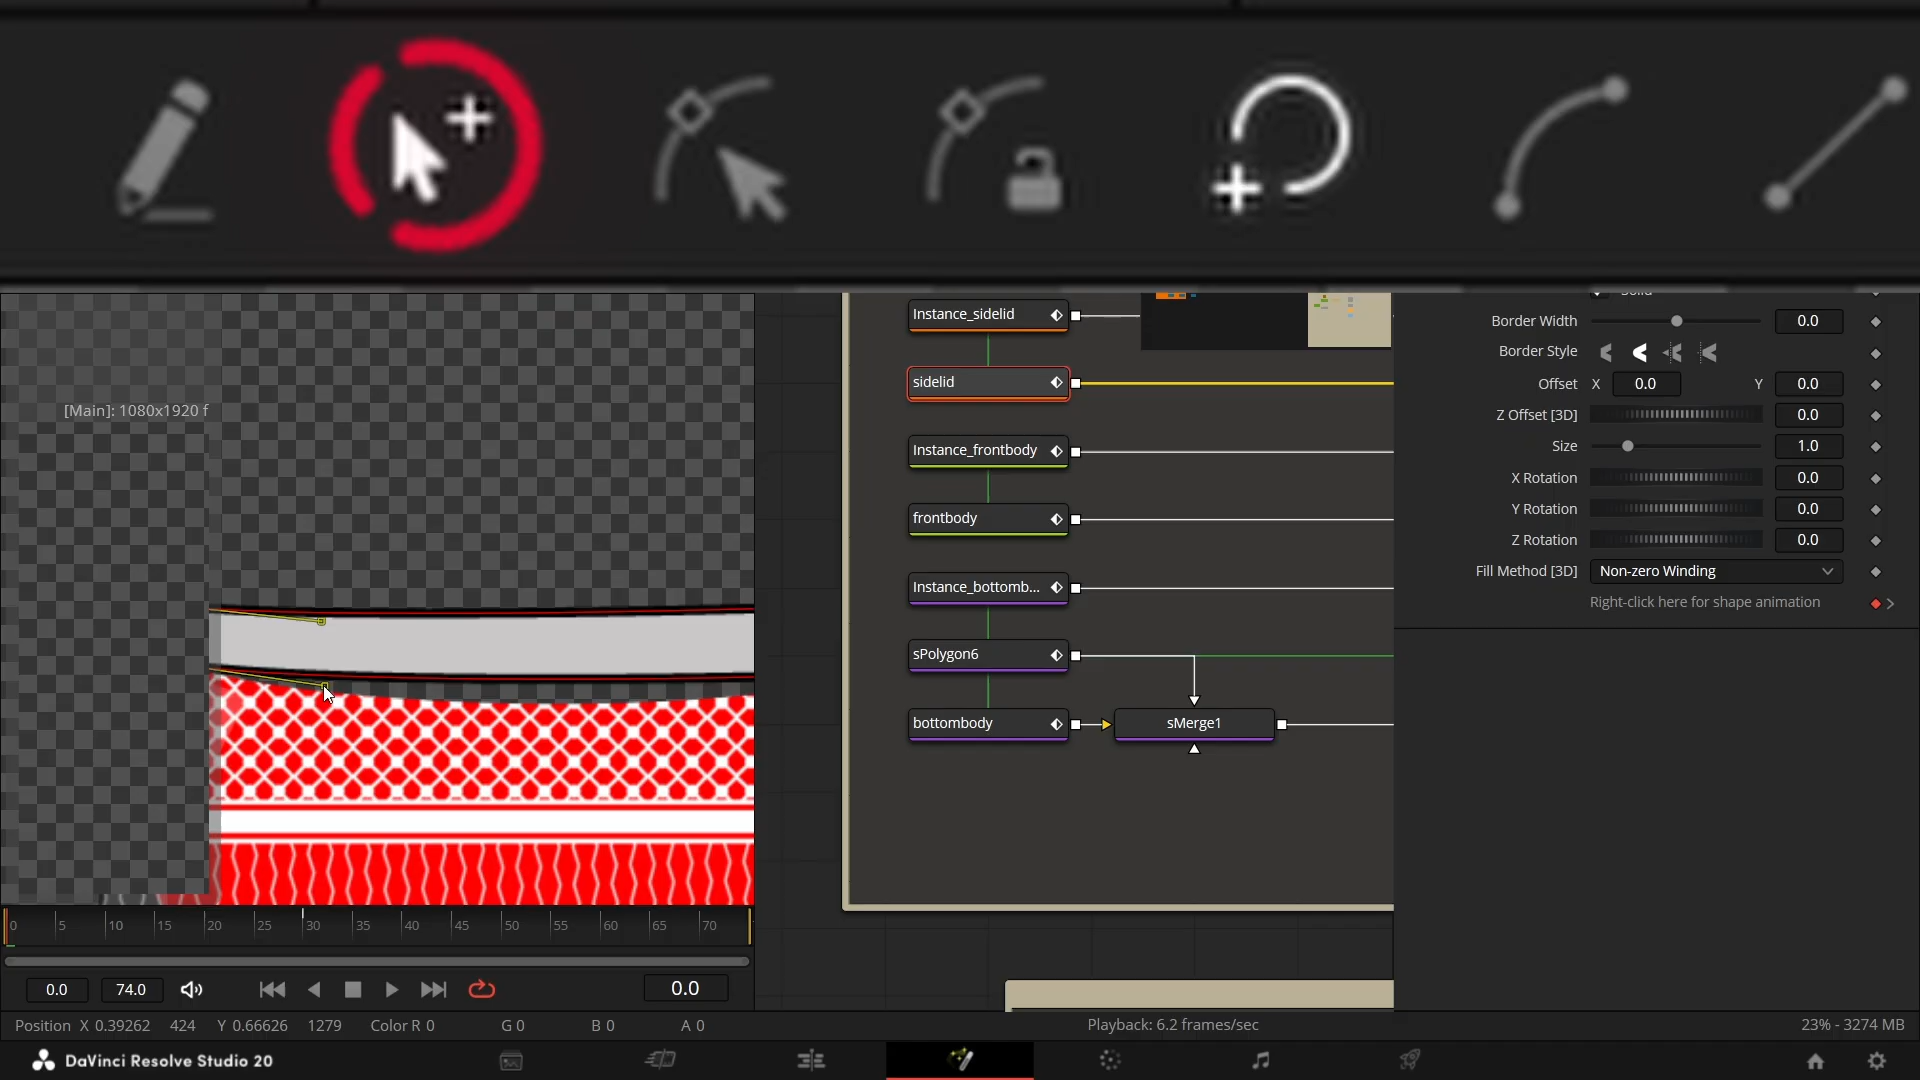 Solid
Instance_sidelid
sidelid
Instance_frontbody
frontbody
Instance_bottomb...
sPolygon6
bottombody
sMerge1
Border Width 0.0
Border Style
Offset X 0.0 Y 0.0
Z Offset [3D] 0.0
Size 1.0
X Rotation 0.0
Y Rotation 0.0
Z Rotation 0.0
Fill Method [3D] Non-zero Winding
Right-click here for shape animation
[Main]: 1080x1920 f
0 5 10 15 20 25 30 35 40 45 50 55 60 65 70
0.0 74.0 0.0
Position X 0.39262 424 Y 0.66626 1279 Color R 0 G 0 B 0 A 0
Playback: 6.2 frames/sec
23% - 3274 MB
DaVinci Resolve Studio 20